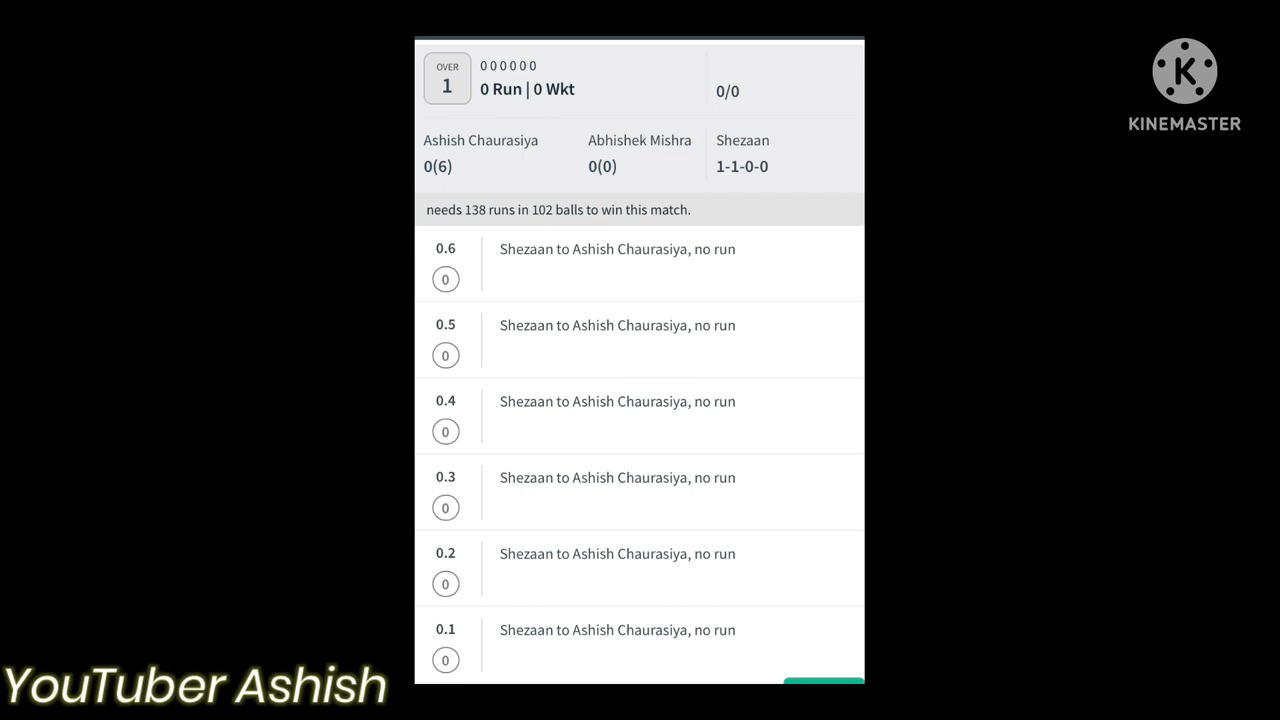 OVER
1
0 0 0 0 0 0
0 Run | 0 Wkt
0/0
Ashish Chaurasiya
0(6)
Abhishek Mishra
0(0)
Shezaan
1-1-0-0
needs 138 runs in 102 balls to win this match.
0.6
0
Shezaan to Ashish Chaurasiya, no run
0.5
0
Shezaan to Ashish Chaurasiya, no run
0.4
0
Shezaan to Ashish Chaurasiya, no run
0.3
0
Shezaan to Ashish Chaurasiya, no run
0.2
0
Shezaan to Ashish Chaurasiya, no run
0.1
0
Shezaan to Ashish Chaurasiya, no run
K
KINEMASTER
YouTuber Ashish